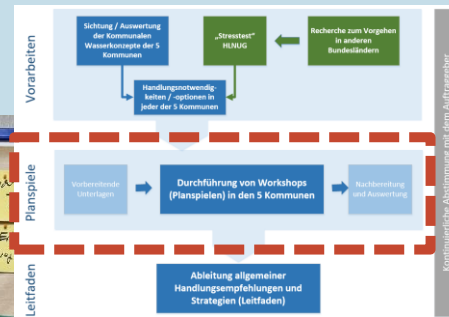 Vorarbeiten
Sichtung / Auswertung
der Kommunalen
Wasserkonzepte der 5
Kommunen
„Stresstest"
HLNUG
Recherche zum Vorgehen
in anderen
Bundesländern
Handlungsnotwendig-
keiten / -optionen in
jeder der 5 Kommunen
Planspiele
Vorbereitende
Unterlagen
Durchführung von Workshops
(Planspielen) in den 5 Kommunen
Nachbereitung
und Auswertung
Leitfaden
Ableitung allgemeiner
Handlungsempfehlungen und
Strategien (Leitfaden)
Kontinuierliche Abstimmung mit dem Auftraggeber